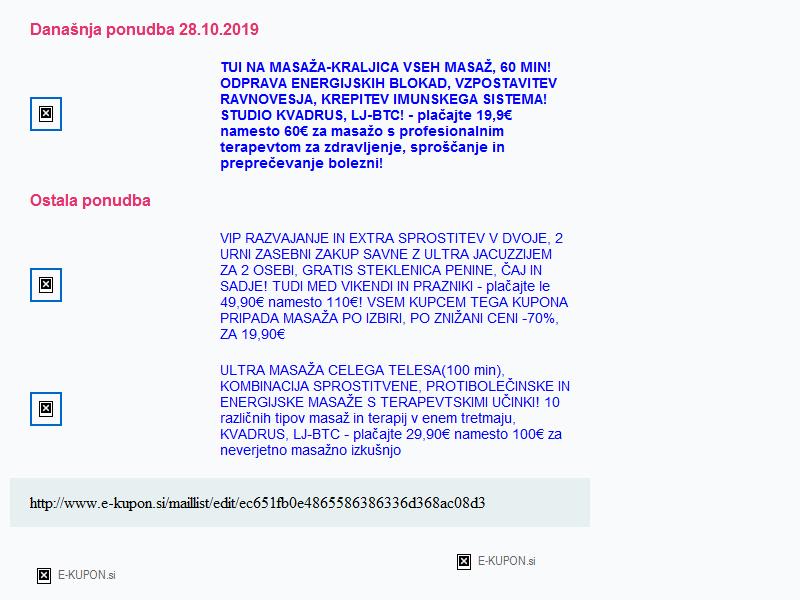 Današnja ponudba 28.10.2019
TUI NA MASAŽA-KRALJICA VSEH MASAŽ, 60 MIN!
ODPRAVA ENERGIJSKIH BLOKAD, VZPOSTAVITEV
RAVNOVESJA, KREPITEV IMUNSKEGA SISTEMA!
STUDIO KVADRUS, LJ-BTC! - plačajte 19,9€
namesto 60€ za masažo s profesionalnim
terapevtom za zdravljenje, sproščanje in
preprečevanje bolezni!
Ostala ponudba
VIP RAZVAJANJE IN EXTRA SPROSTITEV V DVOJE, 2
URNI ZASEBNI ZAKUP SAVNE Z ULTRA JACUZZIJEM
ZA 2 OSEBI, GRATIS STEKLENICA PENINE, ČAJ IN
SADJE! TUDI MED VIKENDI IN PRAZNIKI - plačajte le
49,90€ namesto 110€! VSEM KUPCEM TEGA KUPONA
PRIPADA MASAŽA PO IZBIRI, PO ZNIŽANI CENI -70%,
ZA 19,90€
ULTRA MASAŽA CELEGA TELESA(100 min),
KOMBINACIJA SPROSTITVENE, PROTIBOLEČINSKE IN
ENERGIJSKE MASAŽE S TERAPEVTSKIMI UČINKI! 10
različnih tipov masaž in terapij v enem tretmaju,
KVADRUS, LJ-BTC - plačajte 29,90€ namesto 100€ za
neverjetno masažno izkušnjo
http://www.e-kupon.si/maillist/edit/ec651fb0e4865586386336d368ac08d3
E-KUPON.si
E-KUPON.si